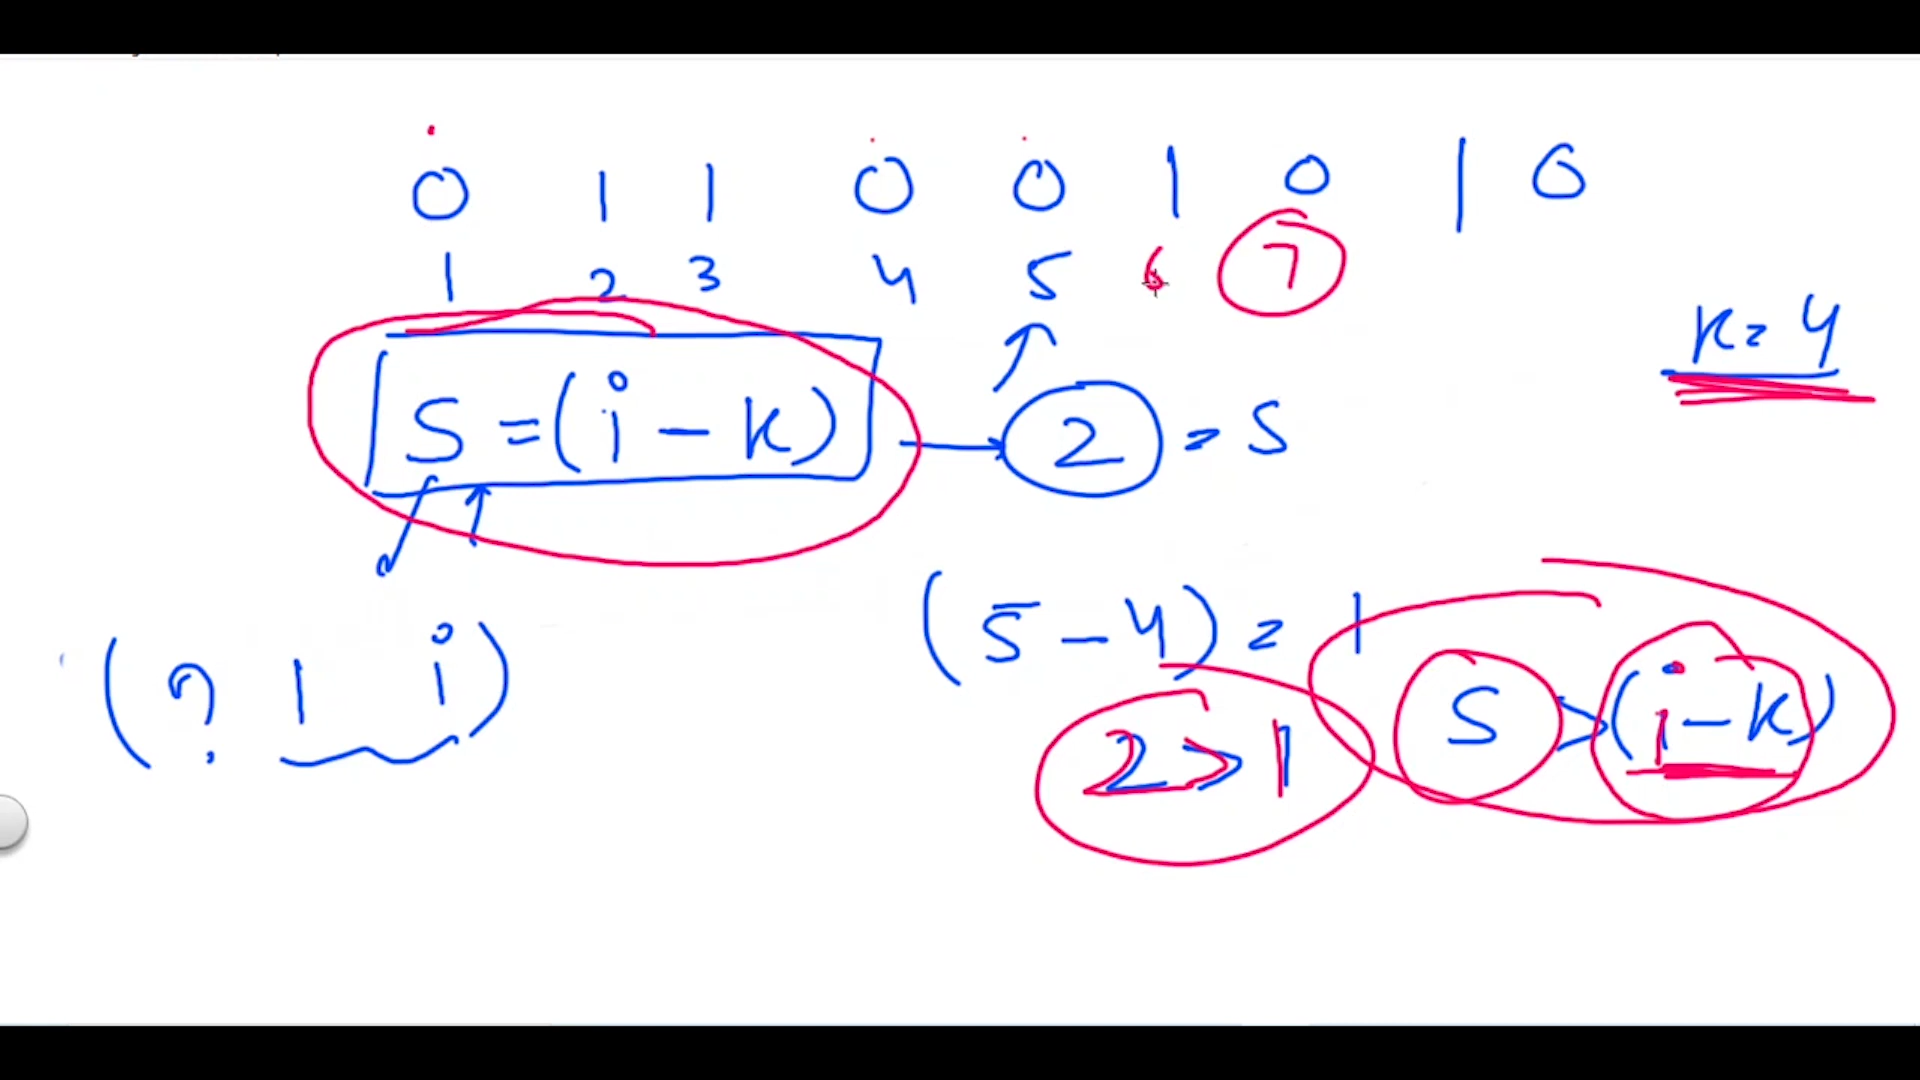 0 1 1 0 0 1 0 1 0
1 2 3 4 5 6 7
K = 4
S = (i - K) → 2 = S
(5 - 4) = 1
(? 1 i)
2 > 1
S > (i - K)